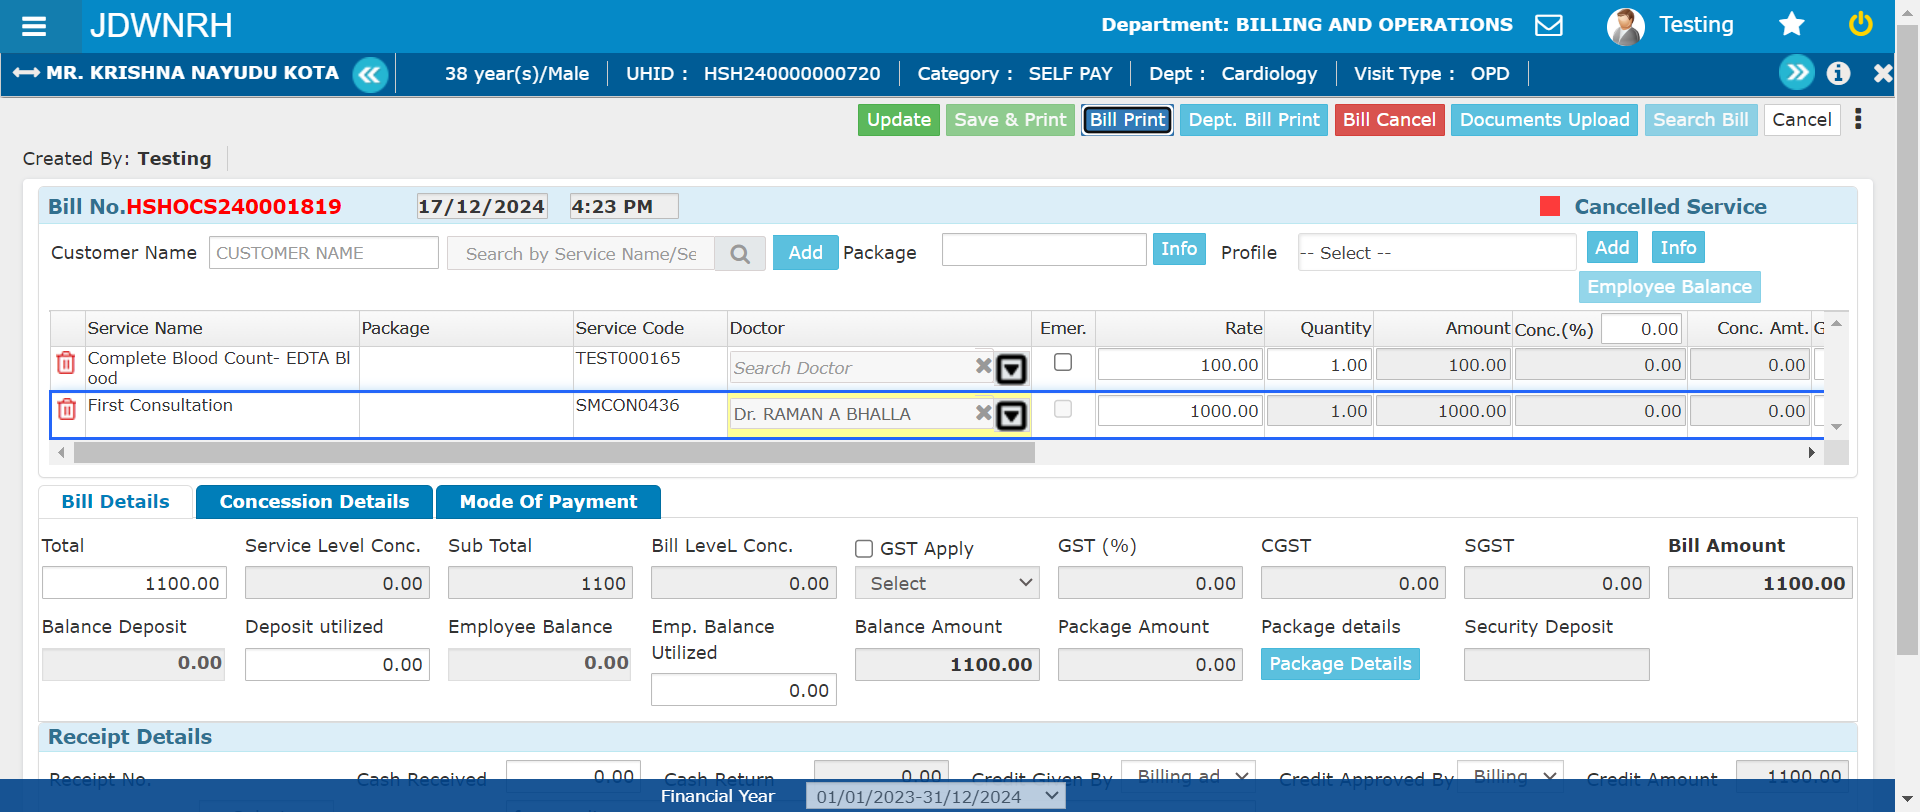 JDWNRH
Department: BILLING AND OPERATIONS
Testing
MR. KRISHNA NAYUDU KOTA
38 year(s)/Male
UHID : HSH240000000720
Category : SELF PAY
Dept : Cardiology
Visit Type : OPD
Update
Save & Print
Bill Print
Dept. Bill Print
Bill Cancel
Documents Upload
Search Bill
Cancel
Created By: Testing
Bill No.HSHOCS240001819
17/12/2024
4:23 PM
Cancelled Service
Customer Name
CUSTOMER NAME
Search by Service Name/Se
Add
Package
Info
Profile
-- Select --
Add
Info
Employee Balance
Service Name Package Service Code Doctor Emer. Rate Quantity Amount Conc.(%) 0.00 Conc. Amt. G
Complete Blood Count- EDTA Bl
ood
TEST000165 Search Doctor 100.00 1.00 100.00 0.00 0.00
First Consultation SMCON0436 Dr. RAMAN A BHALLA 1000.00 1.00 1000.00 0.00 0.00
Bill Details
Concession Details
Mode Of Payment
Total Service Level Conc. Sub Total Bill LeveL Conc. GST Apply GST (%) CGST SGST Bill Amount
1100.00 0.00 1100 0.00 Select 0.00 0.00 0.00 1100.00
Balance Deposit Deposit utilized Employee Balance Emp. Balance
Utilized
Balance Amount Package Amount Package details Security Deposit
0.00 0.00 0.00 0.00 1100.00 0.00 Package Details
Receipt Details
Receipt No. Cash Received 0.00 Cash Return 0.00 Credit Given By Billing ad Credit Approved By Billing Credit Amount 1100.00
Financial Year 01/01/2023-31/12/2024